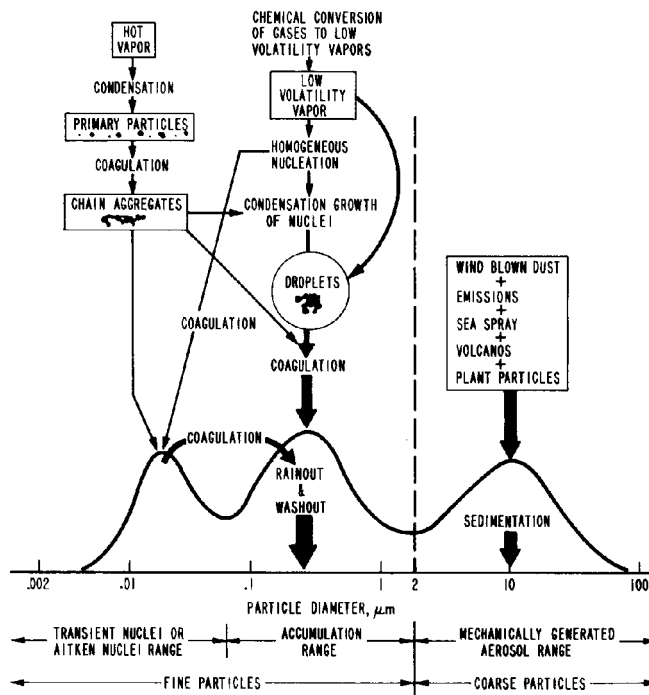 HOT
VAPOR
CONDENSATION
PRIMARY PARTICLES
COAGULATION
CHAIN AGGREGATES
CHEMICAL CONVERSION
OF GASES TO LOW
VOLATILITY VAPORS
LOW
VOLATILITY
VAPOR
HOMOGENEOUS
NUCLEATION
CONDENSATION GROWTH
OF NUCLEI
DROPLETS
COAGULATION
COAGULATION
COAGULATION
RAINOUT
&
WASHOUT
WIND BLOWN DUST
+
EMISSIONS
+
SEA SPRAY
+
VOLCANOS
+
PLANT PARTICLES
SEDIMENTATION
.002 .01 .1 1 2 10 100
PARTICLE DIAMETER, μm
TRANSIENT NUCLEI OR
AITKEN NUCLEI RANGE
ACCUMULATION
RANGE
MECHANICALLY GENERATED
AEROSOL RANGE
FINE PARTICLES
COARSE PARTICLES